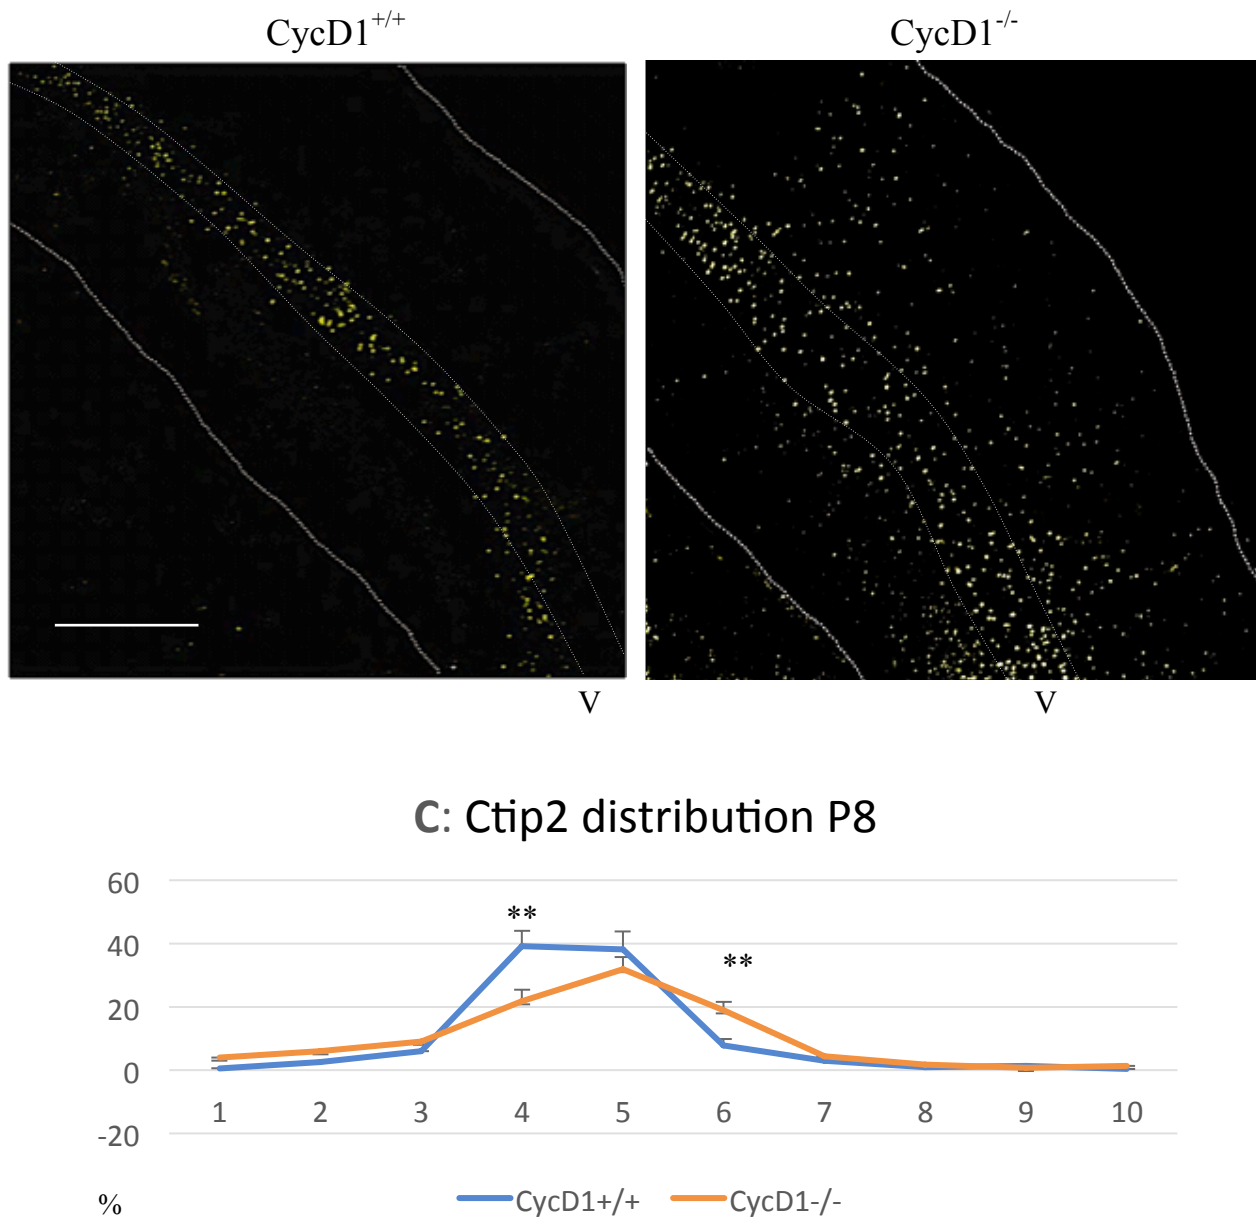 CycD1+/+ CycD1-/-
V V
C: Ctip2 distribution P8
60
** 
40
**
20
0
1 2 3 4 5 6 7 8 9 10
-20
% CycD1+/+ CycD1-/-